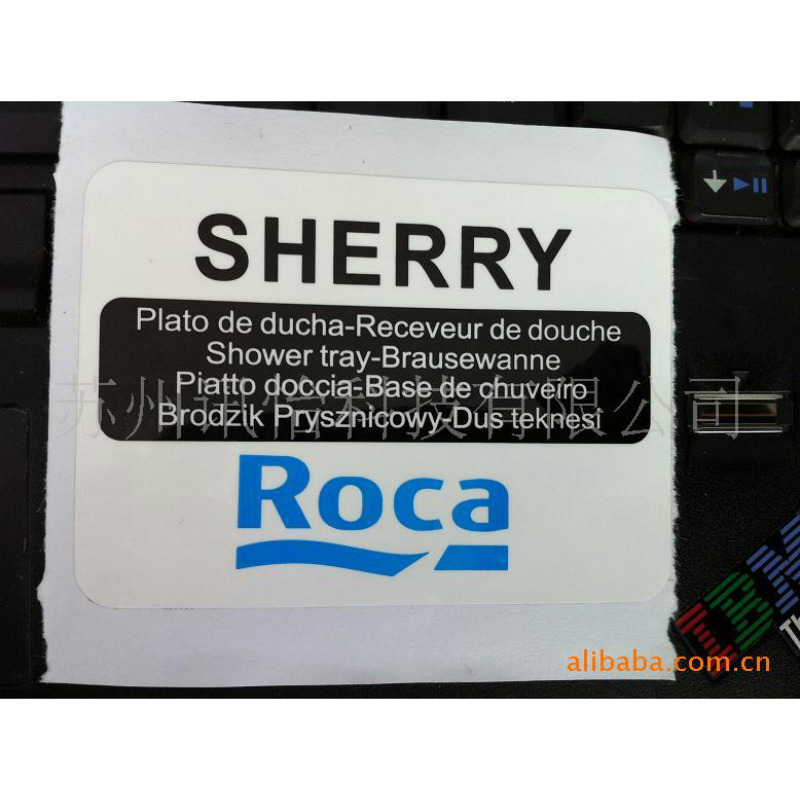 SHERRY
Plato de ducha-Receveur de douche
Shower tray-Brausewanne
Piatto doccia-Base de chuveiro
Brodzik Prysznicowy-Dus teknesi
苏州讯信科技有限公司
Roca
IBM
alibaba.com.cn